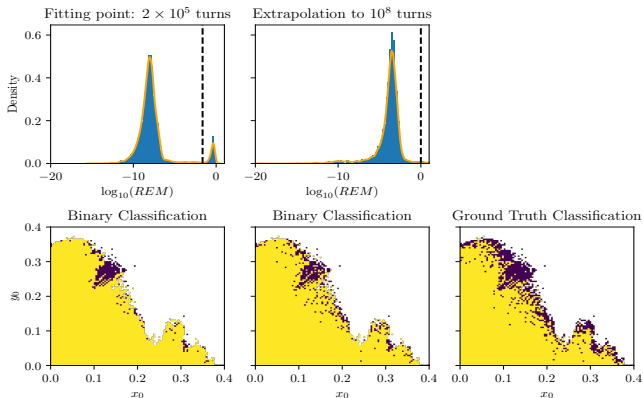 Fitting point: 2 × 10⁵ turns
Extrapolation to 10⁸ turns
Density
0.6
0.4
0.2
0.0
−20
−10
0
−20
−10
0
log₁₀(REM)
log₁₀(REM)
Binary Classification
Binary Classification
Ground Truth Classification
y₀
0.4
0.3
0.2
0.1
0.0
0.0
0.1
0.2
0.3
0.4
0.0
0.1
0.2
0.3
0.4
0.0
0.1
0.2
0.3
0.4
x₀
x₀
x₀